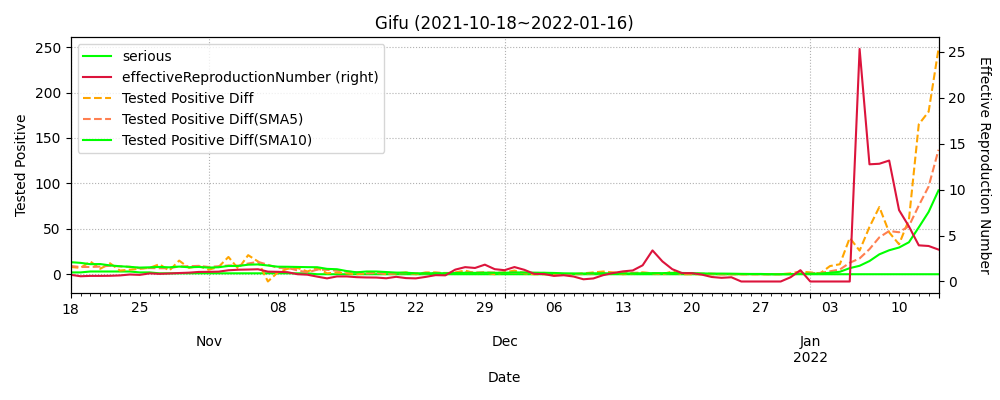 Gifu (2021-10-18~2022-01-16)
serious
effectiveReproductionNumber (right)
Tested Positive Diff
Tested Positive Diff(SMA5)
Tested Positive Diff(SMA10)
Tested Positive
250
200
150
100
50
0
Effective Reproduction Number
25
20
15
10
5
0
18 25 08 15 22 29 06 13 20 27 03 10
Nov Dec Jan
2022
Date